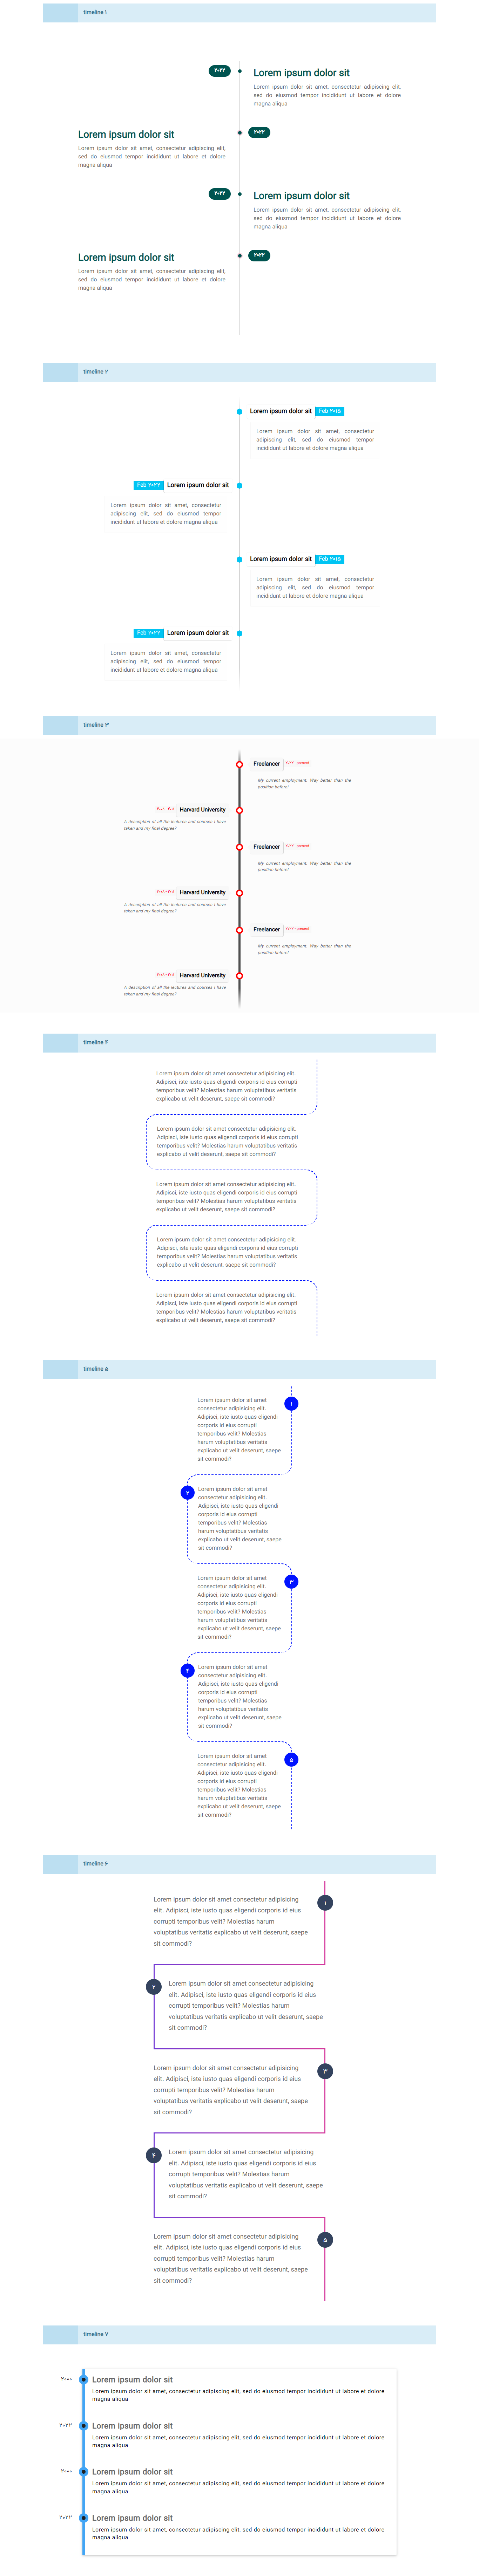 timeline ۱
۲۰۲۲
Lorem ipsum dolor sit
Lorem ipsum dolor sit amet, consectetur adipiscing elit,
sed do eiusmod tempor incididunt ut labore et dolore
magna aliqua
۲۰۲۲
Lorem ipsum dolor sit
Lorem ipsum dolor sit amet, consectetur adipiscing elit,
sed do eiusmod tempor incididunt ut labore et dolore
magna aliqua
۲۰۲۲
Lorem ipsum dolor sit
Lorem ipsum dolor sit amet, consectetur adipiscing elit,
sed do eiusmod tempor incididunt ut labore et dolore
magna aliqua
۲۰۲۲
Lorem ipsum dolor sit
Lorem ipsum dolor sit amet, consectetur adipiscing elit,
sed do eiusmod tempor incididunt ut labore et dolore
magna aliqua
timeline ۲
Lorem ipsum dolor sit Feb ۲۰۱۵
Lorem ipsum dolor sit amet, consectetur
adipiscing elit, sed do eiusmod tempor
incididunt ut labore et dolore magna aliqua
Feb ۲۰۲۲ Lorem ipsum dolor sit
Lorem ipsum dolor sit amet, consectetur
adipiscing elit, sed do eiusmod tempor
incididunt ut labore et dolore magna aliqua
Lorem ipsum dolor sit Feb ۲۰۱۵
Lorem ipsum dolor sit amet, consectetur
adipiscing elit, sed do eiusmod tempor
incididunt ut labore et dolore magna aliqua
Feb ۲۰۲۲ Lorem ipsum dolor sit
Lorem ipsum dolor sit amet, consectetur
adipiscing elit, sed do eiusmod tempor
incididunt ut labore et dolore magna aliqua
timeline ۳
Freelancer ۲۰۲۲ - present
My current employment. Way better than the
position before!
Harvard University
A description of all the lectures and courses I have
taken and my final degree?
Freelancer ۲۰۲۲ - present
My current employment. Way better than the
position before!
Harvard University
A description of all the lectures and courses I have
taken and my final degree?
Freelancer ۲۰۲۲ - present
My current employment. Way better than the
position before!
Harvard University
A description of all the lectures and courses I have
taken and my final degree?
timeline ۴
Lorem ipsum dolor sit amet consectetur adipisicing elit.
Adipisci, iste iusto quas eligendi corporis id eius corrupti
temporibus velit? Molestias harum voluptatibus veritatis
explicabo ut velit deserunt, saepe sit commodi?
Lorem ipsum dolor sit amet consectetur adipisicing elit.
Adipisci, iste iusto quas eligendi corporis id eius corrupti
temporibus velit? Molestias harum voluptatibus veritatis
explicabo ut velit deserunt, saepe sit commodi?
Lorem ipsum dolor sit amet consectetur adipisicing elit.
Adipisci, iste iusto quas eligendi corporis id eius corrupti
temporibus velit? Molestias harum voluptatibus veritatis
explicabo ut velit deserunt, saepe sit commodi?
Lorem ipsum dolor sit amet consectetur adipisicing elit.
Adipisci, iste iusto quas eligendi corporis id eius corrupti
temporibus velit? Molestias harum voluptatibus veritatis
explicabo ut velit deserunt, saepe sit commodi?
Lorem ipsum dolor sit amet consectetur adipisicing elit.
Adipisci, iste iusto quas eligendi corporis id eius corrupti
temporibus velit? Molestias harum voluptatibus veritatis
explicabo ut velit deserunt, saepe sit commodi?
timeline ۵
۱
Lorem ipsum dolor sit amet
consectetur adipisicing elit.
Adipisci, iste iusto quas eligendi
corporis id eius corrupti
temporibus velit? Molestias
harum voluptatibus veritatis
explicabo ut velit deserunt, saepe
sit commodi?
۲
Lorem ipsum dolor sit amet
consectetur adipisicing elit.
Adipisci, iste iusto quas eligendi
corporis id eius corrupti
temporibus velit? Molestias
harum voluptatibus veritatis
explicabo ut velit deserunt, saepe
sit commodi?
۳
Lorem ipsum dolor sit amet
consectetur adipisicing elit.
Adipisci, iste iusto quas eligendi
corporis id eius corrupti
temporibus velit? Molestias
harum voluptatibus veritatis
explicabo ut velit deserunt, saepe
sit commodi?
۴
Lorem ipsum dolor sit amet
consectetur adipisicing elit.
Adipisci, iste iusto quas eligendi
corporis id eius corrupti
temporibus velit? Molestias
harum voluptatibus veritatis
explicabo ut velit deserunt, saepe
sit commodi?
۵
Lorem ipsum dolor sit amet
consectetur adipisicing elit.
Adipisci, iste iusto quas eligendi
corporis id eius corrupti
temporibus velit? Molestias
harum voluptatibus veritatis
explicabo ut velit deserunt, saepe
sit commodi?
timeline ۶
۱
Lorem ipsum dolor sit amet consectetur adipisicing
elit. Adipisci, iste iusto quas eligendi corporis id eius
corrupti temporibus velit? Molestias harum
voluptatibus veritatis explicabo ut velit deserunt, saepe
sit commodi?
۲
Lorem ipsum dolor sit amet consectetur adipisicing
elit. Adipisci, iste iusto quas eligendi corporis id eius
corrupti temporibus velit? Molestias harum
voluptatibus veritatis explicabo ut velit deserunt, saepe
sit commodi?
۳
Lorem ipsum dolor sit amet consectetur adipisicing
elit. Adipisci, iste iusto quas eligendi corporis id eius
corrupti temporibus velit? Molestias harum
voluptatibus veritatis explicabo ut velit deserunt, saepe
sit commodi?
۴
Lorem ipsum dolor sit amet consectetur adipisicing
elit. Adipisci, iste iusto quas eligendi corporis id eius
corrupti temporibus velit? Molestias harum
voluptatibus veritatis explicabo ut velit deserunt, saepe
sit commodi?
۵
Lorem ipsum dolor sit amet consectetur adipisicing
elit. Adipisci, iste iusto quas eligendi corporis id eius
corrupti temporibus velit? Molestias harum
voluptatibus veritatis explicabo ut velit deserunt, saepe
sit commodi?
timeline ۷
۲۰۰۰ Lorem ipsum dolor sit
Lorem ipsum dolor sit amet, consectetur adipiscing elit, sed do eiusmod tempor incididunt ut labore et dolore
magna aliqua
۲۰۲۲ Lorem ipsum dolor sit
Lorem ipsum dolor sit amet, consectetur adipiscing elit, sed do eiusmod tempor incididunt ut labore et dolore
magna aliqua
۲۰۰۰ Lorem ipsum dolor sit
Lorem ipsum dolor sit amet, consectetur adipiscing elit, sed do eiusmod tempor incididunt ut labore et dolore
magna aliqua
۲۰۲۲ Lorem ipsum dolor sit
Lorem ipsum dolor sit amet, consectetur adipiscing elit, sed do eiusmod tempor incididunt ut labore et dolore
magna aliqua